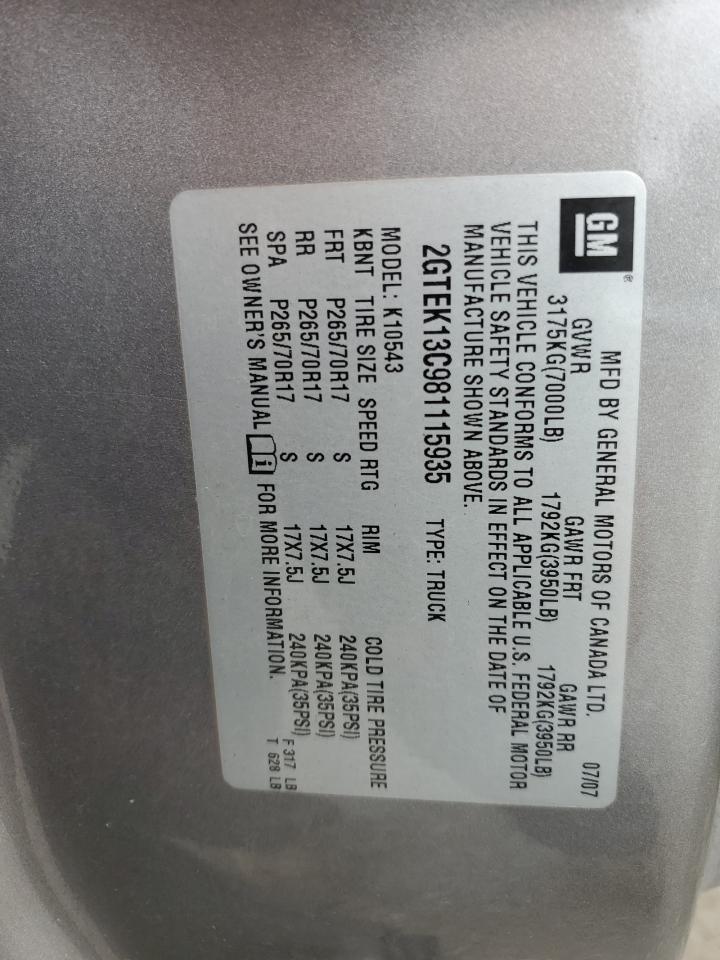 GM ®
MFD BY GENERAL MOTORS OF CANADA LTD. 07/07
GVWR GAWR FRT GAWR RR
3175KG(7000LB) 1792KG(3950LB) 1792KG(3950LB)
THIS VEHICLE CONFORMS TO ALL APPLICABLE U.S. FEDERAL MOTOR
VEHICLE SAFETY STANDARDS IN EFFECT ON THE DATE OF
MANUFACTURE SHOWN ABOVE.
2GTEK13C981115935 TYPE: TRUCK
MODEL: K10543
KBNT TIRE SIZE SPEED RTG RIM COLD TIRE PRESSURE
FRT P265/70R17 S 17X7.5J 240KPA(35PSI)
RR P265/70R17 S 17X7.5J 240KPA(35PSI)
SPA P265/70R17 S 17X7.5J 240KPA(35PSI) F 317 LB
SEE OWNER'S MANUAL i FOR MORE INFORMATION. T 628 LB